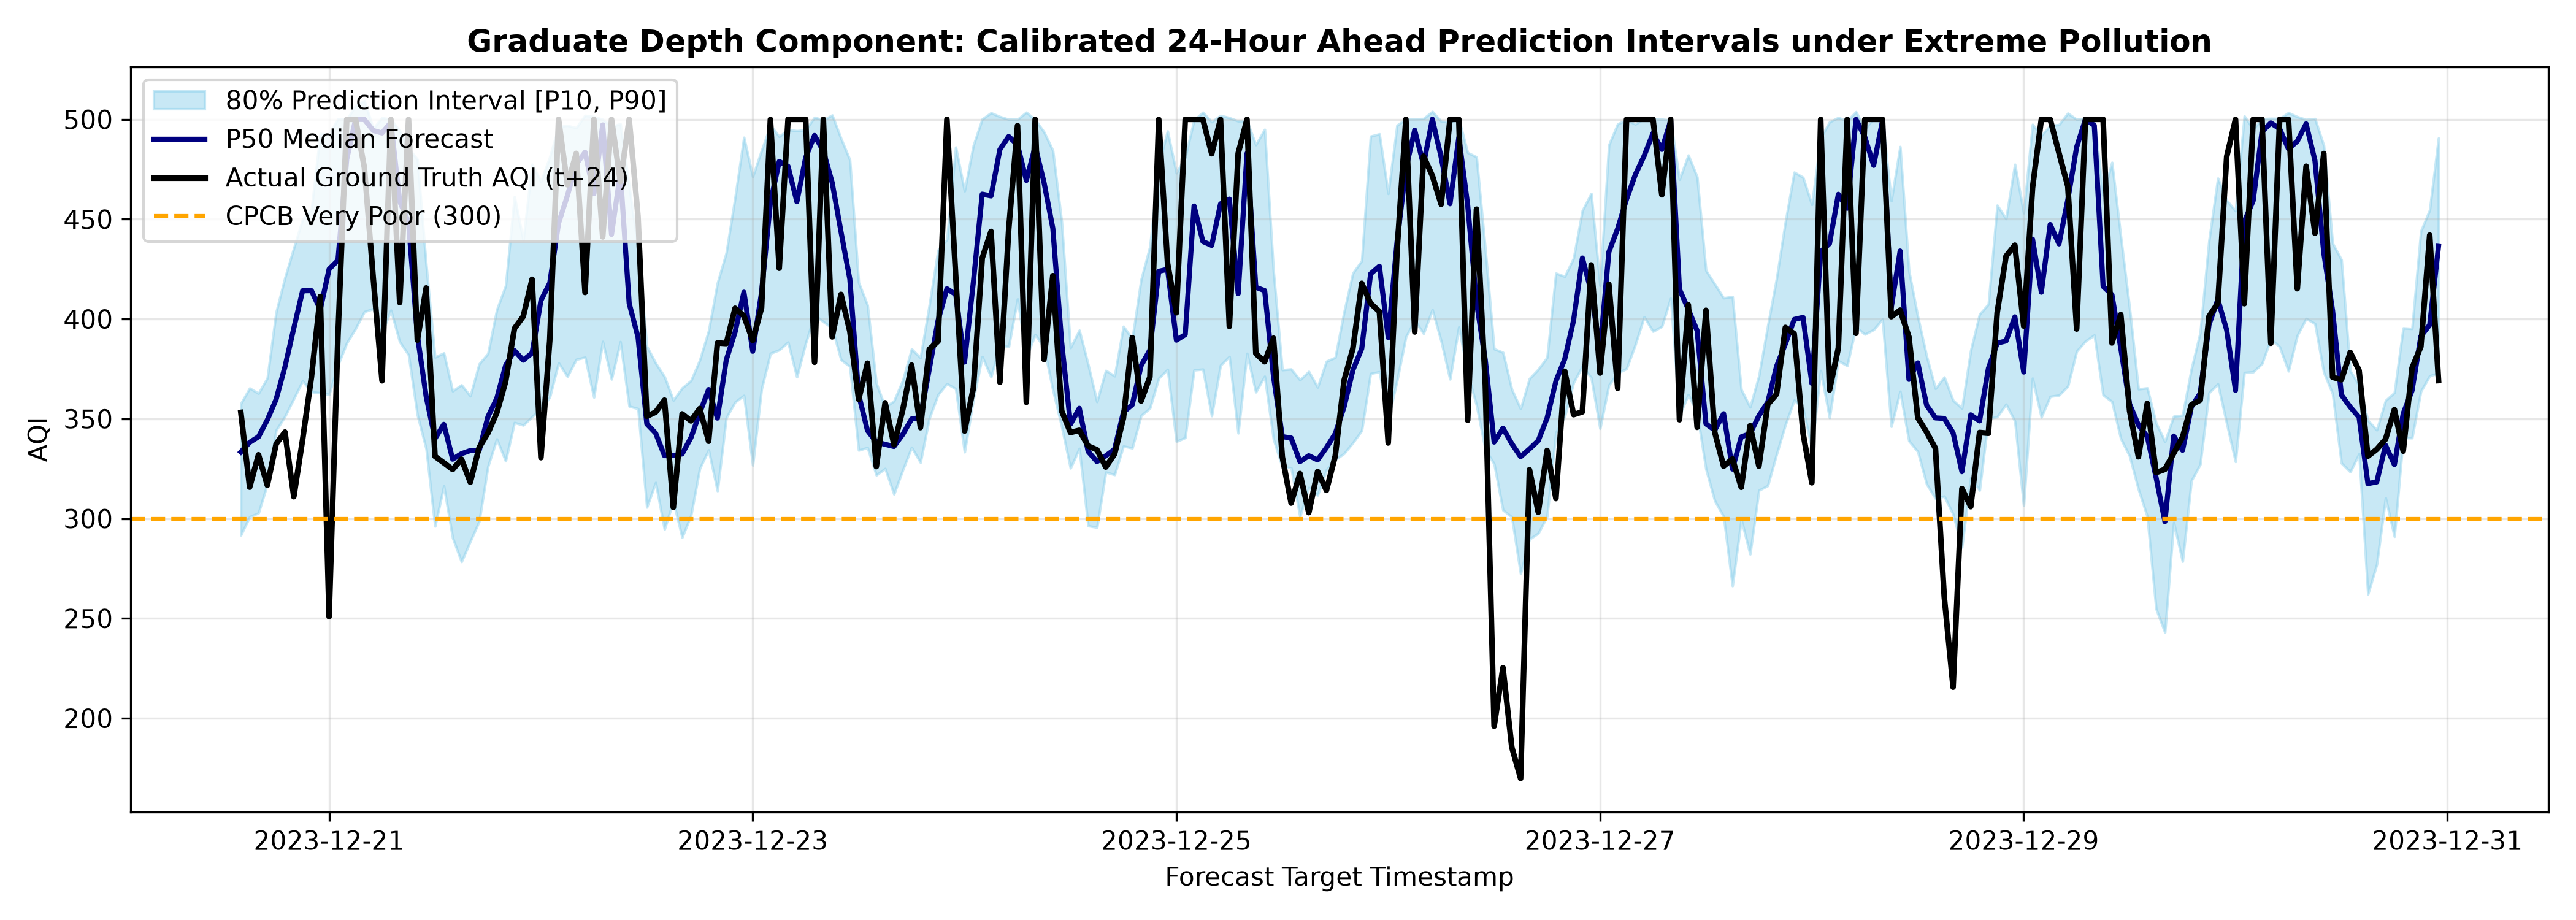 Graduate Depth Component: Calibrated 24-Hour Ahead Prediction Intervals under Extreme Pollution
80% Prediction Interval [P10, P90]
P50 Median Forecast
Actual Ground Truth AQI (t+24)
CPCB Very Poor (300)
AQI
500
450
400
350
300
250
200
2023-12-21
2023-12-23
2023-12-25
2023-12-27
2023-12-29
2023-12-31
Forecast Target Timestamp